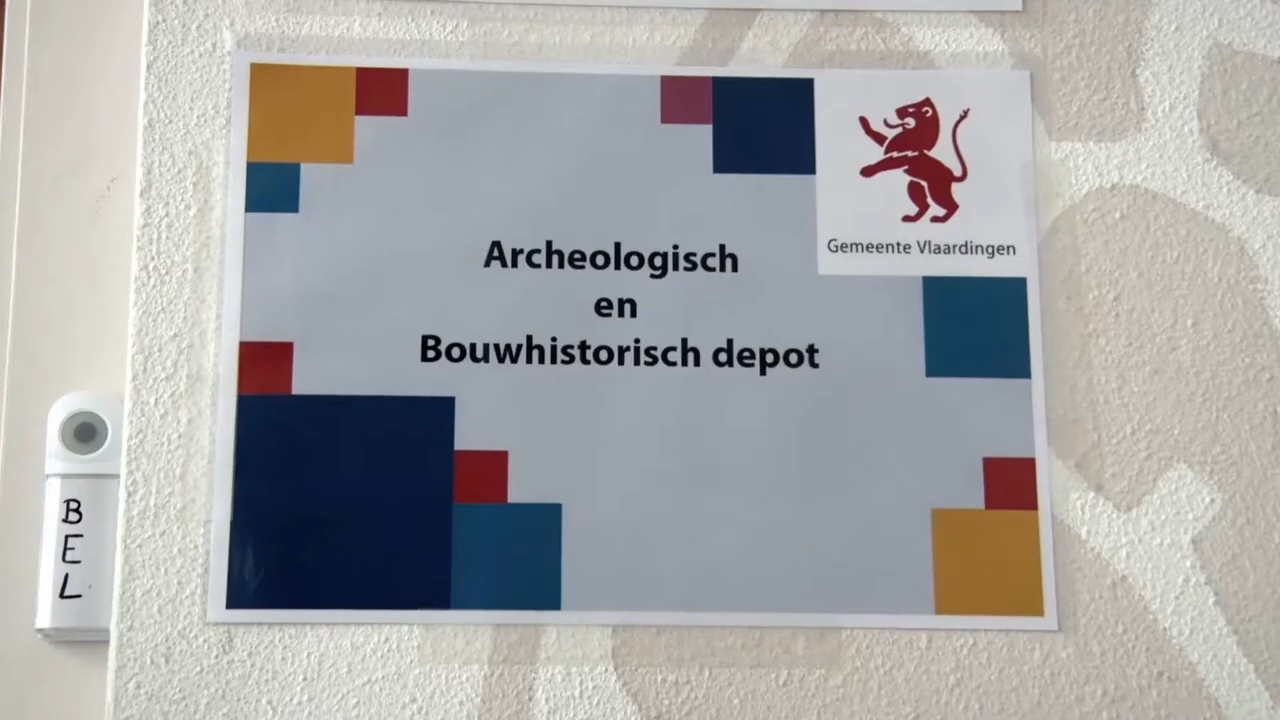 Gemeente Vlaardingen
Archeologisch
en
Bouwhistorisch depot
B
E
L